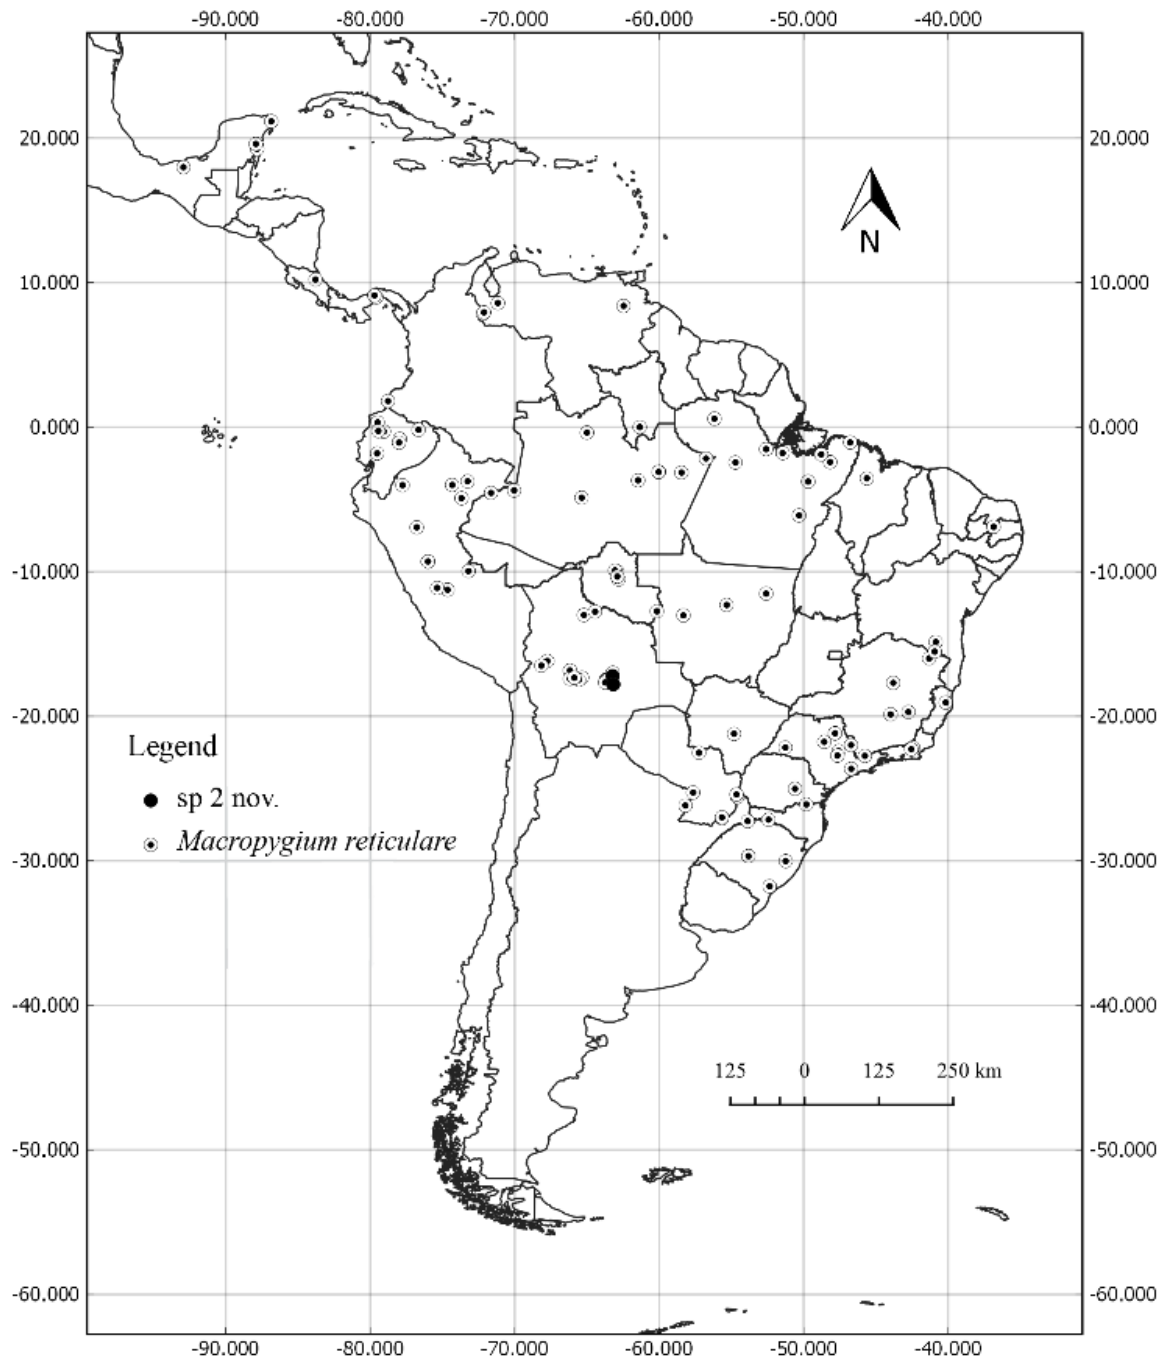 -90.000 -80.000 -70.000 -60.000 -50.000 -40.000
20.000 20.000
N
10.000 10.000
0.000 0.000
-10.000 -10.000
-20.000 -20.000
Legend
sp 2 nov.
Macropygium reticulare
-30.000 -30.000
-40.000 -40.000
125 0 125 250 km
-50.000 -50.000
-60.000 -60.000
-90.000 -80.000 -70.000 -60.000 -50.000 -40.000